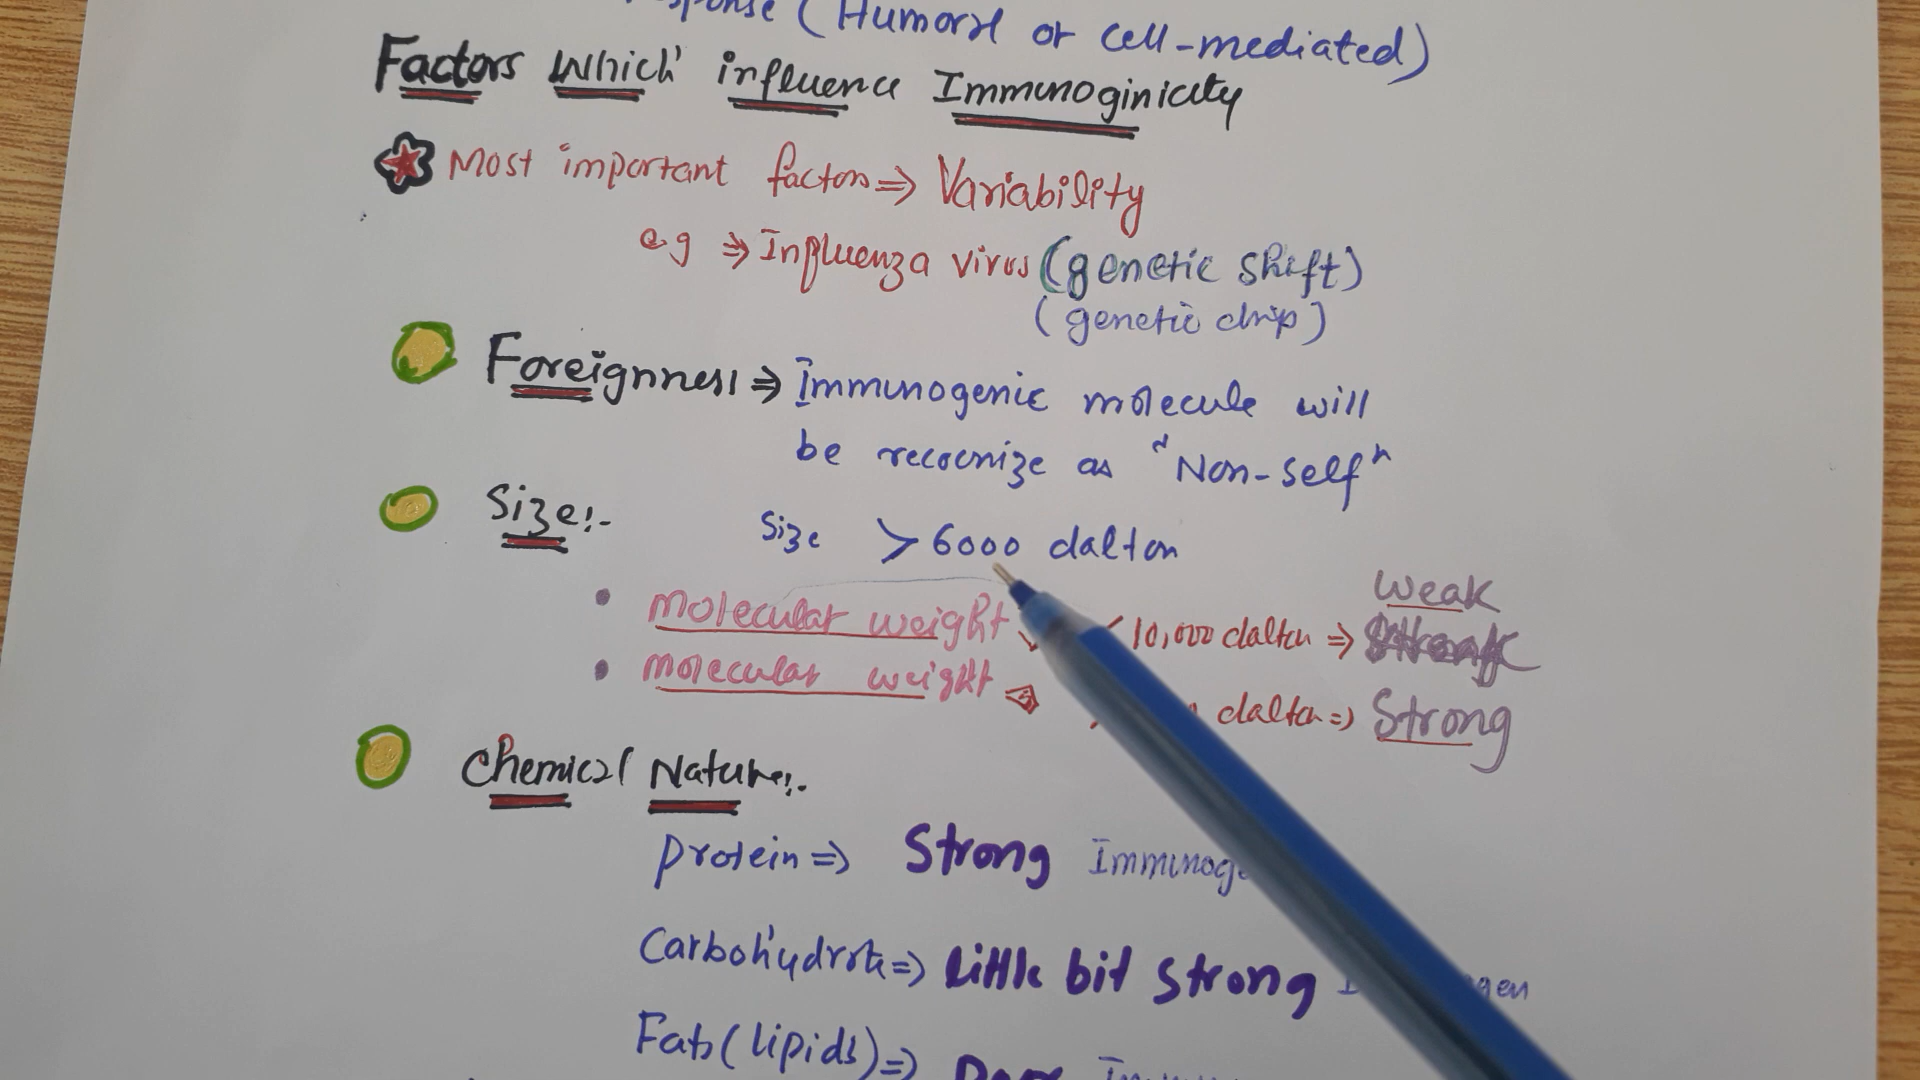 (Humoral or cell-mediated)
Factors Which influence Immunoginicity
Most important factors => Variability
e.g => Influenza virus (genetic shift)
(genetic drip)
Foreignness => Immunogenic molecule will
be recocnize as "Non-self"
Size:- Size > 6000 dalton
Weak
• molecular weight < 10,000 dalton =>
• molecular weight dalton => Strong
Chemical Nature:-
protein => Strong
Carbohydrate => little bit strong
Fats (lipids) =>